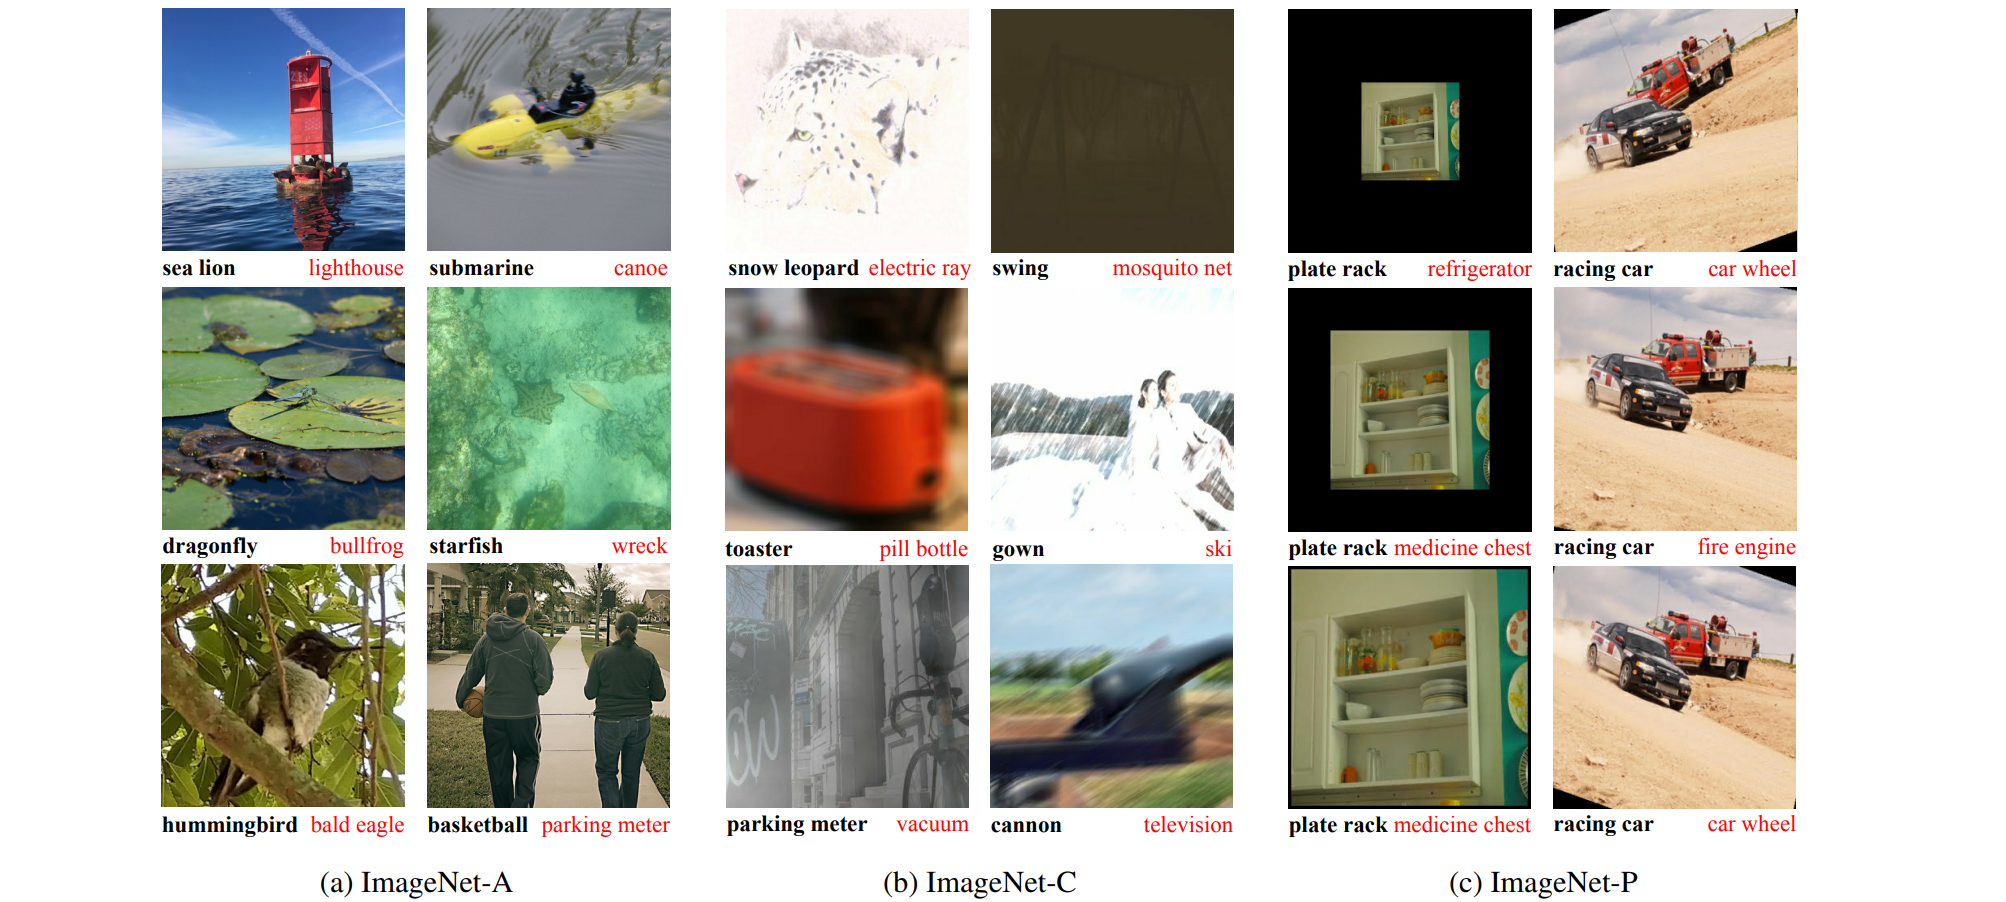 sea lion lighthouse
submarine canoe
snow leopard electric ray
swing mosquito net
plate rack refrigerator
racing car car wheel
dragonfly bullfrog
starfish wreck
toaster pill bottle
gown ski
plate rack medicine chest
racing car fire engine
hummingbird bald eagle
basketball parking meter
parking meter vacuum
cannon television
plate rack medicine chest
racing car car wheel
(a) ImageNet-A
(b) ImageNet-C
(c) ImageNet-P